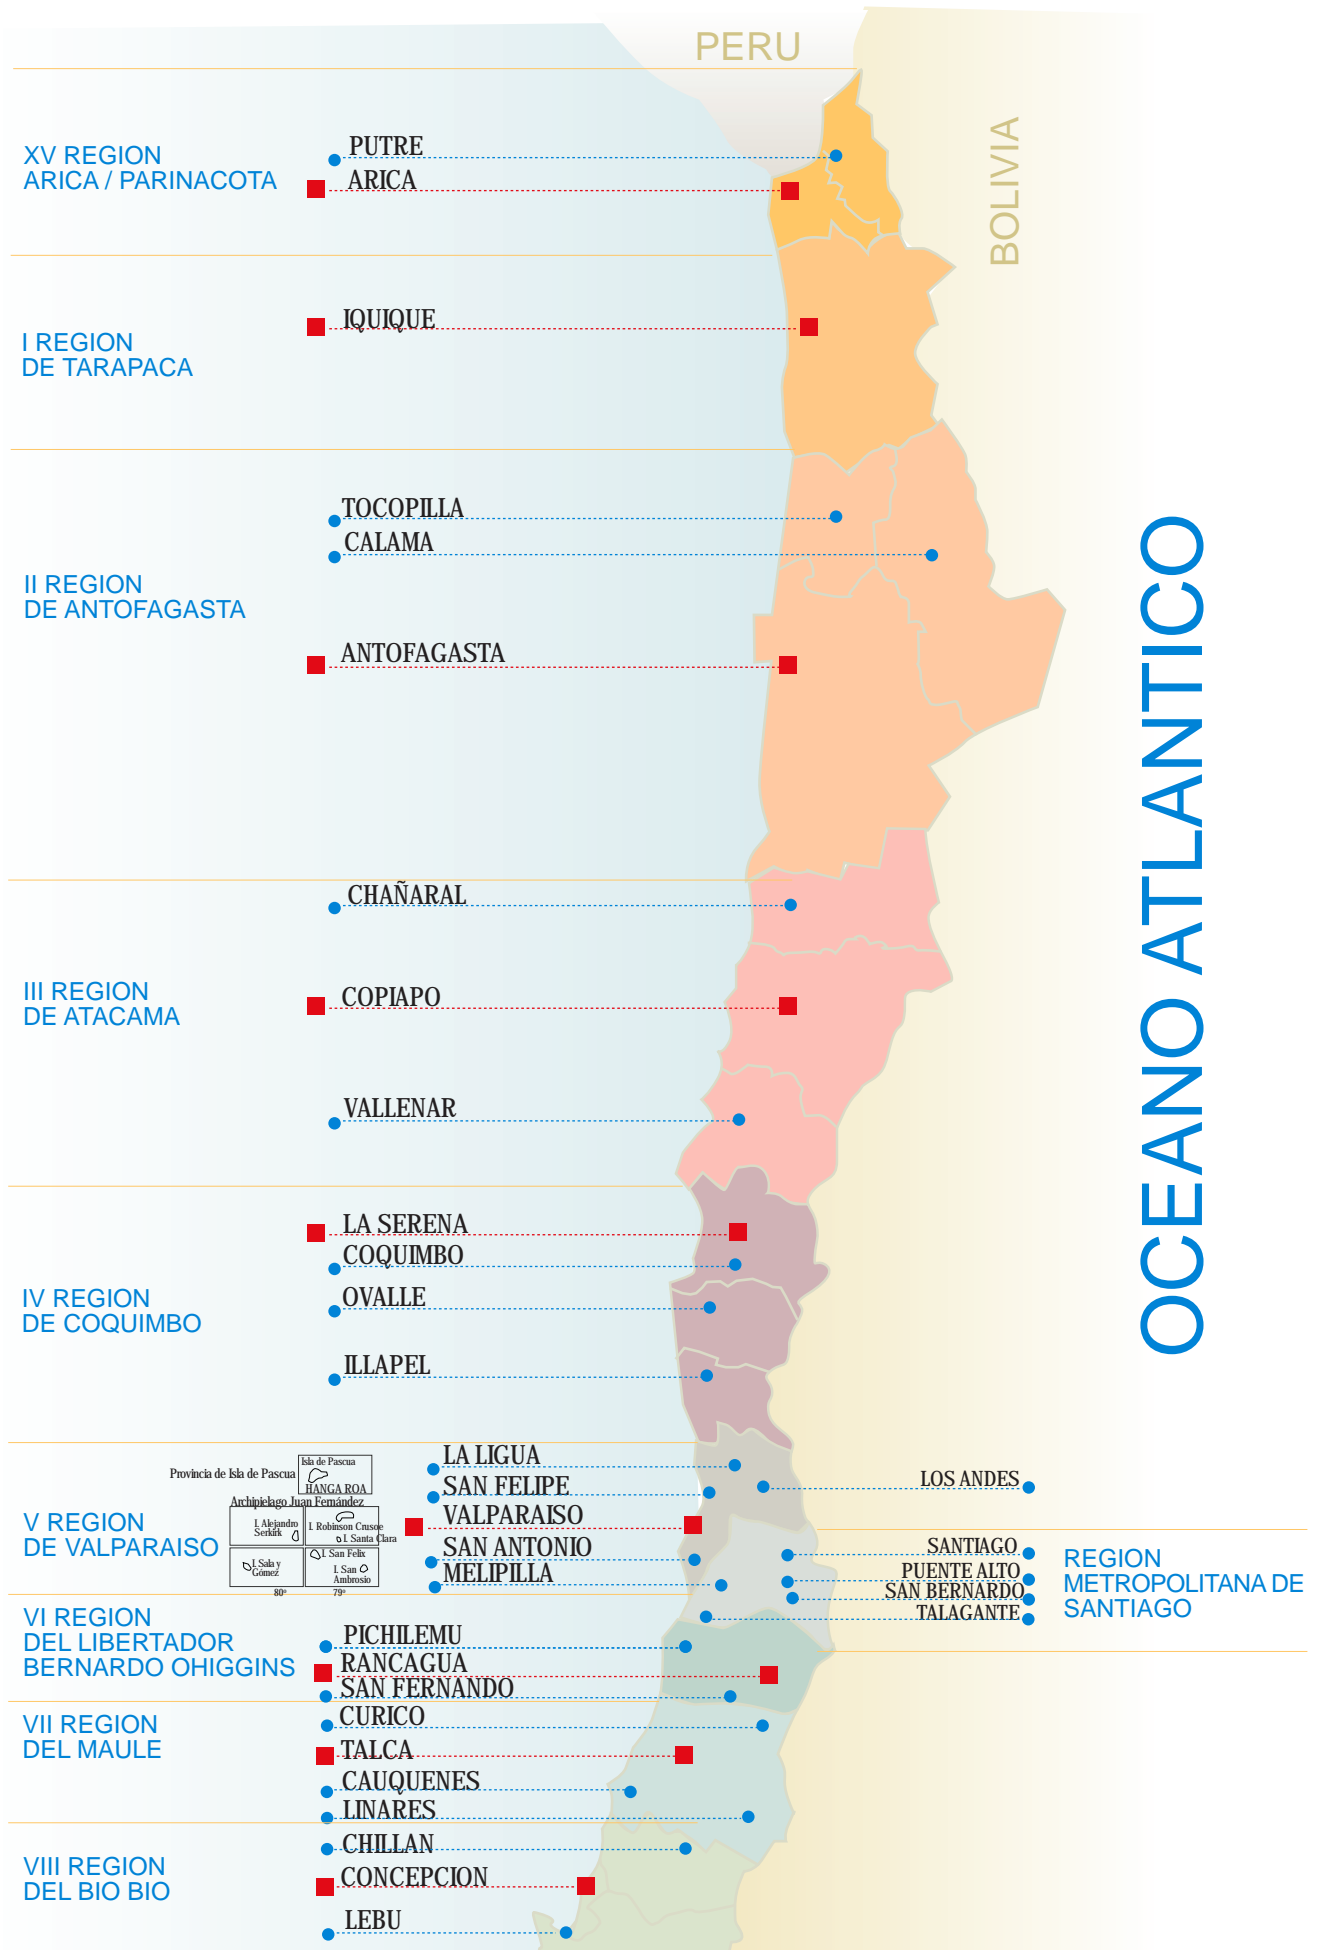 PERU
BOLIVIA
OCEANO ATLANTICO
XV REGION
ARICA / PARINACOTA
PUTRE
ARICA
I REGION
DE TARAPACA
IQUIQUE
II REGION
DE ANTOFAGASTA
TOCOPILLA
CALAMA
ANTOFAGASTA
III REGION
DE ATACAMA
CHAÑARAL
COPIAPO
VALLENAR
IV REGION
DE COQUIMBO
LA SERENA
COQUIMBO
OVALLE
ILLAPEL
V REGION
DE VALPARAISO
Provincia de Isla de Pascua
Isla de Pascua
HANGA ROA
Archipielago Juan Fernández
I. Alejandro
Serkirk
I. Robinson Crusoe
I. Santa Clara
I. Sala y
Gómez
I. San Felix
I. San
Ambrosio
80º
79º
LA LIGUA
SAN FELIPE
VALPARAISO
SAN ANTONIO
MELIPILLA
LOS ANDES
SANTIAGO
PUENTE ALTO
SAN BERNARDO
TALAGANTE
REGION
METROPOLITANA DE
SANTIAGO
VI REGION
DEL LIBERTADOR
BERNARDO OHIGGINS
PICHILEMU
RANCAGUA
SAN FERNANDO
VII REGION
DEL MAULE
CURICO
TALCA
CAUQUENES
LINARES
VIII REGION
DEL BIO BIO
CHILLAN
CONCEPCION
LEBU